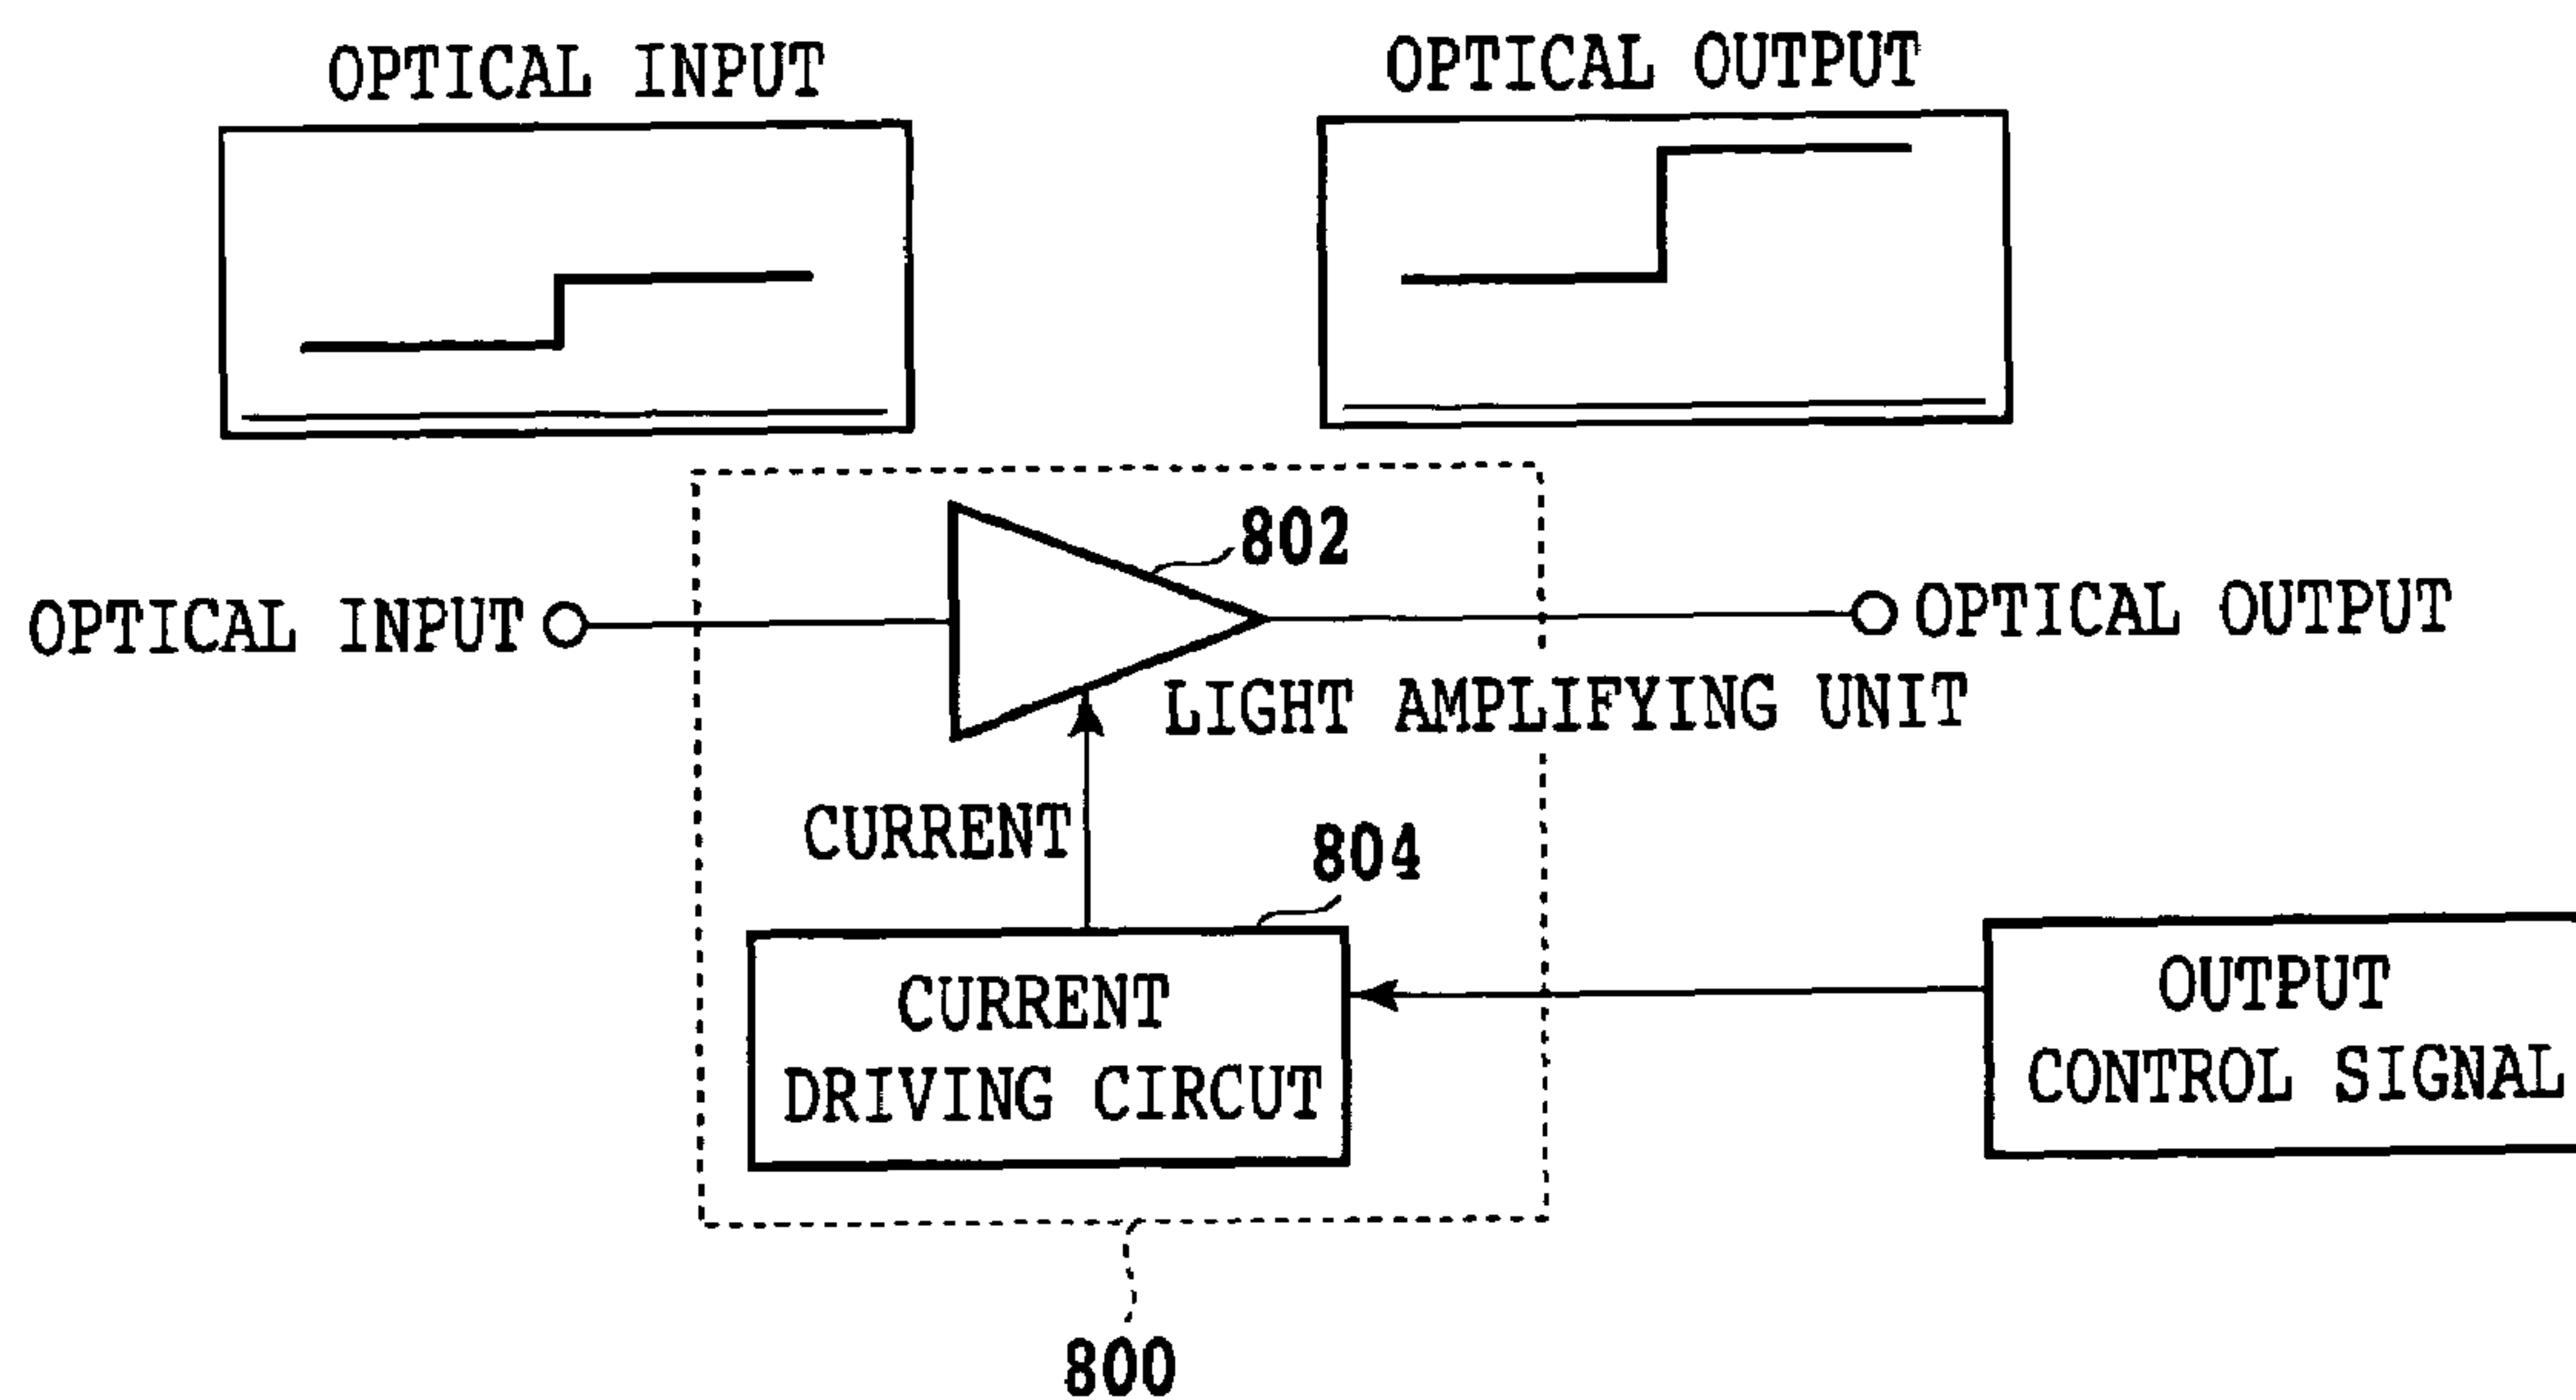 OPTICAL INPUT
OPTICAL OUTPUT
802
OPTICAL INPUT
OPTICAL OUTPUT
LIGHT AMPLIFYING UNIT
CURRENT
804
CURRENT
DRIVING CIRCUT
OUTPUT
CONTROL SIGNAL
800